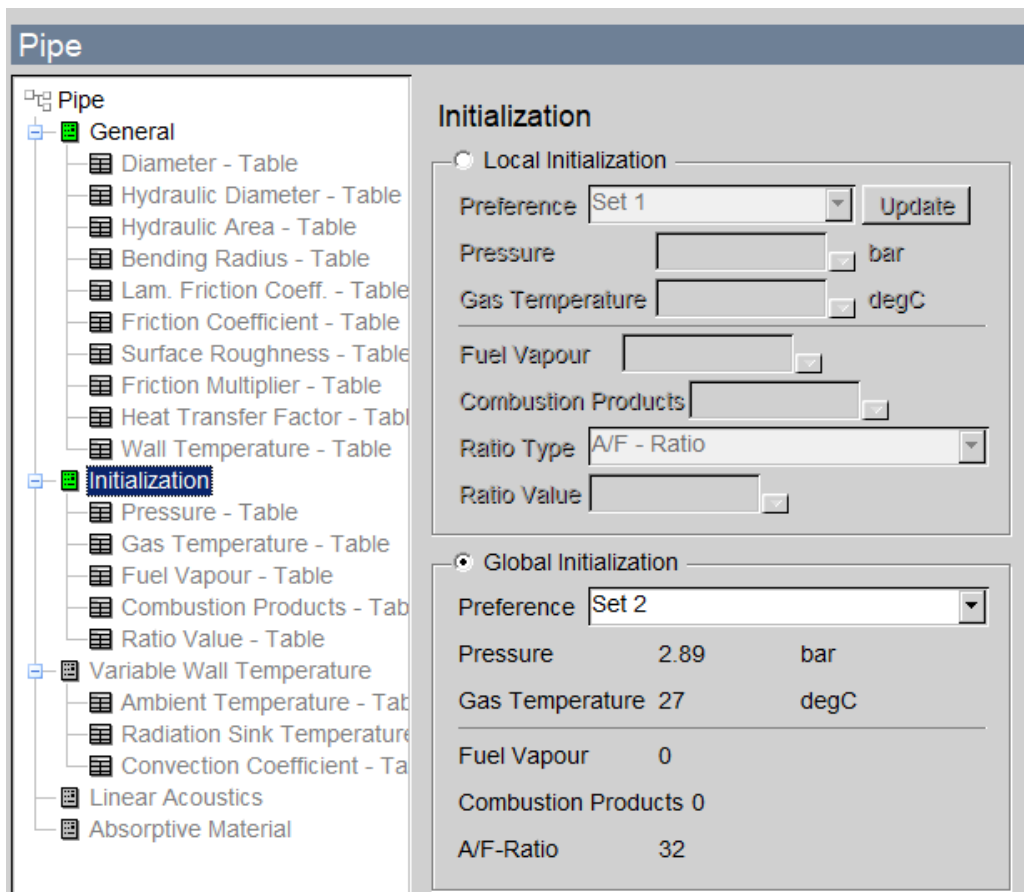 Pipe
Pipe
General
Diameter - Table
Hydraulic Diameter - Table
Hydraulic Area - Table
Bending Radius - Table
Lam. Friction Coeff. - Table
Friction Coefficient - Table
Surface Roughness - Table
Friction Multiplier - Table
Heat Transfer Factor - Tabl
Wall Temperature - Table
Initialization
Pressure - Table
Gas Temperature - Table
Fuel Vapour - Table
Combustion Products - Tab
Ratio Value - Table
Variable Wall Temperature
Ambient Temperature - Tab
Radiation Sink Temperature
Convection Coefficient - Ta
Linear Acoustics
Absorptive Material
Initialization
Local Initialization
Preference Set 1 Update
Pressure bar
Gas Temperature degC
Fuel Vapour
Combustion Products
Ratio Type A/F - Ratio
Ratio Value
Global Initialization
Preference Set 2
Pressure 2.89 bar
Gas Temperature 27 degC
Fuel Vapour 0
Combustion Products 0
A/F-Ratio 32